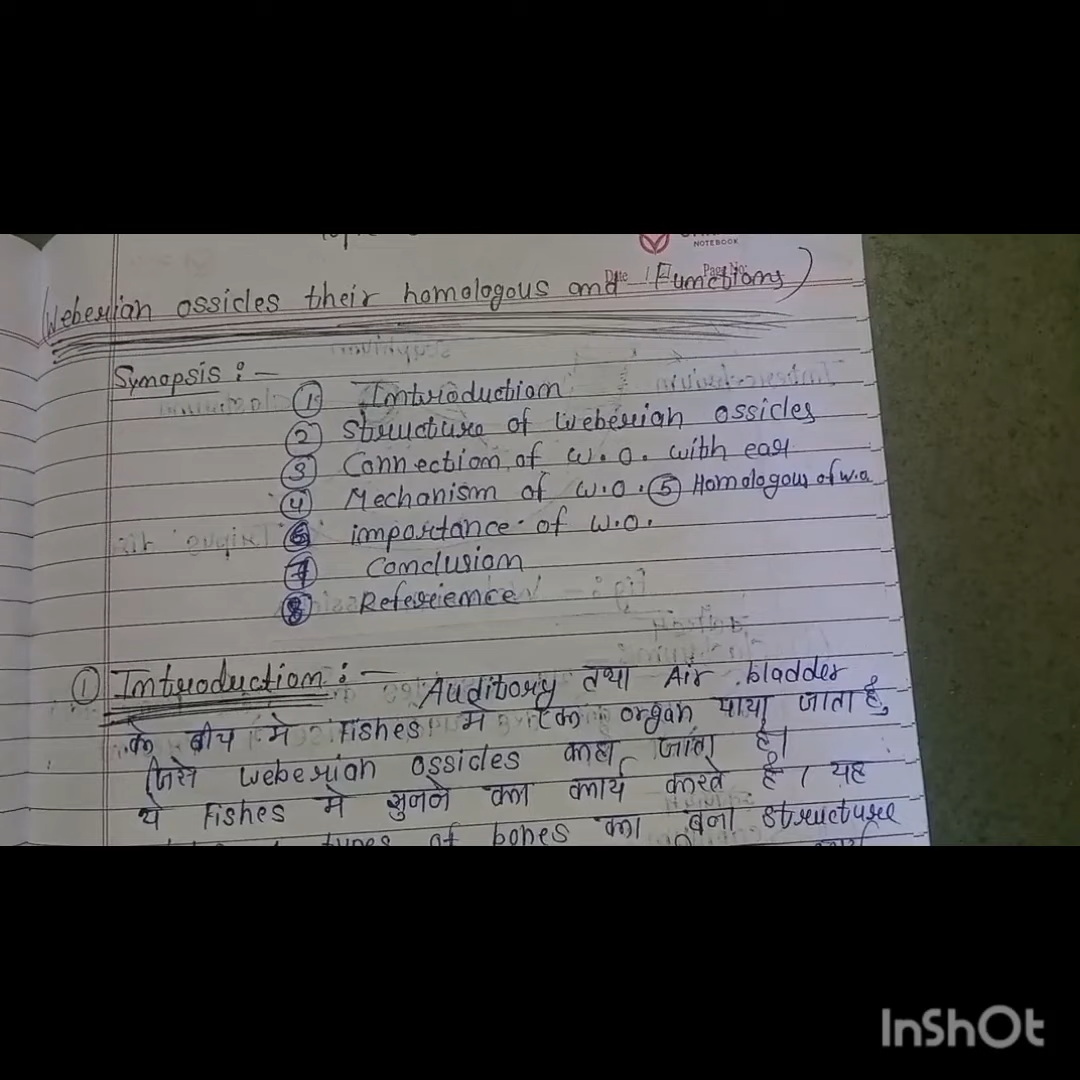 NOTEBOOK
Date Page No:
(Weberian ossicles their homologous and Functions)
Synopsis :-
① Introduction
② Structure of Weberian ossicles
③ Connection of W.O. with ear
④ Mechanism of W.O. ⑤ Homologous of W.O
⑥ importance of W.O.
⑦ Conclusion
⑧ Reference
① Introduction :- Auditory तथा Air bladder
के बीच मे Fishes मे एक organ पाया जाता है,
जिसे Weberian ossicles कहा जाता है।
ये Fishes मे सुनने का कार्य करते है। यह
types of bones का बना structure
InShOt